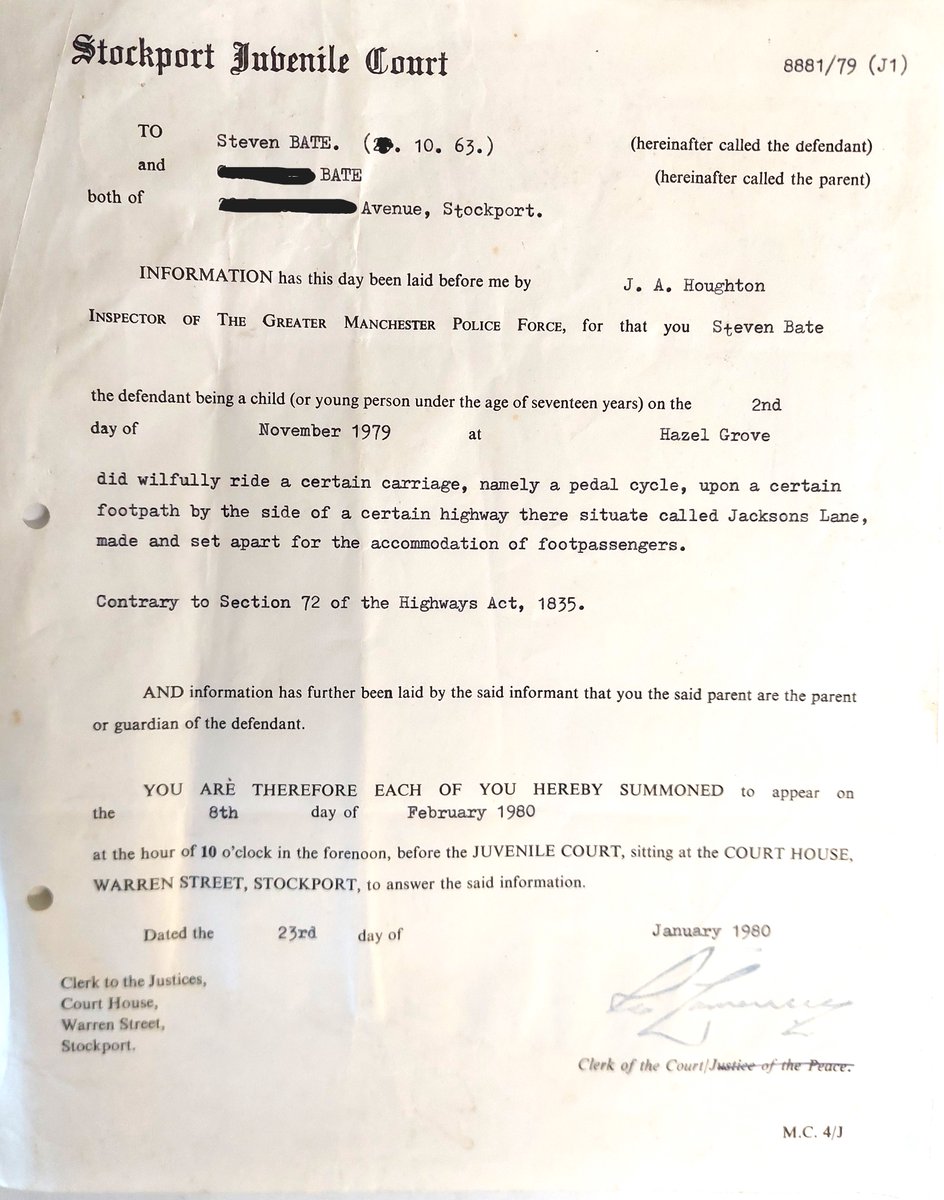 Stockport Juvenile Court
8881/79 (J1)
TO Steven BATE. ( . 10. 63.) (hereinafter called the defendant)
and BATE (hereinafter called the parent)
both of Avenue, Stockport.
INFORMATION has this day been laid before me by J. A. Houghton
INSPECTOR OF THE GREATER MANCHESTER POLICE FORCE, for that you Steven Bate
the defendant being a child (or young person under the age of seventeen years) on the 2nd
day of November 1979 at Hazel Grove
did wilfully ride a certain carriage, namely a pedal cycle, upon a certain
footpath by the side of a certain highway there situate called Jacksons Lane,
made and set apart for the accommodation of footpassengers.
Contrary to Section 72 of the Highways Act, 1835.
AND information has further been laid by the said informant that you the said parent are the parent
or guardian of the defendant.
YOU ARE THEREFORE EACH OF YOU HEREBY SUMMONED to appear on
the 8th day of February 1980
at the hour of 10 o'clock in the forenoon, before the JUVENILE COURT, sitting at the COURT HOUSE,
WARREN STREET, STOCKPORT, to answer the said information.
Dated the 23rd day of January 1980
Clerk to the Justices,
Court House,
Warren Street,
Stockport.
Clerk of the Court/Justice of the Peace.
M.C. 4/J